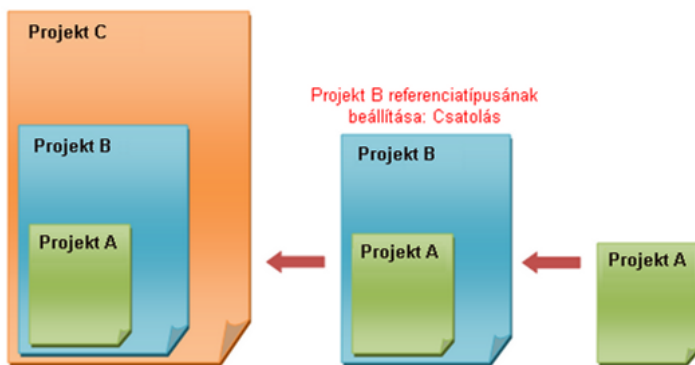 Projekt C
Projekt B referenciatípusának
beállítása: Csatolás
Projekt B
Projekt B
Projekt A
Projekt A
Projekt A